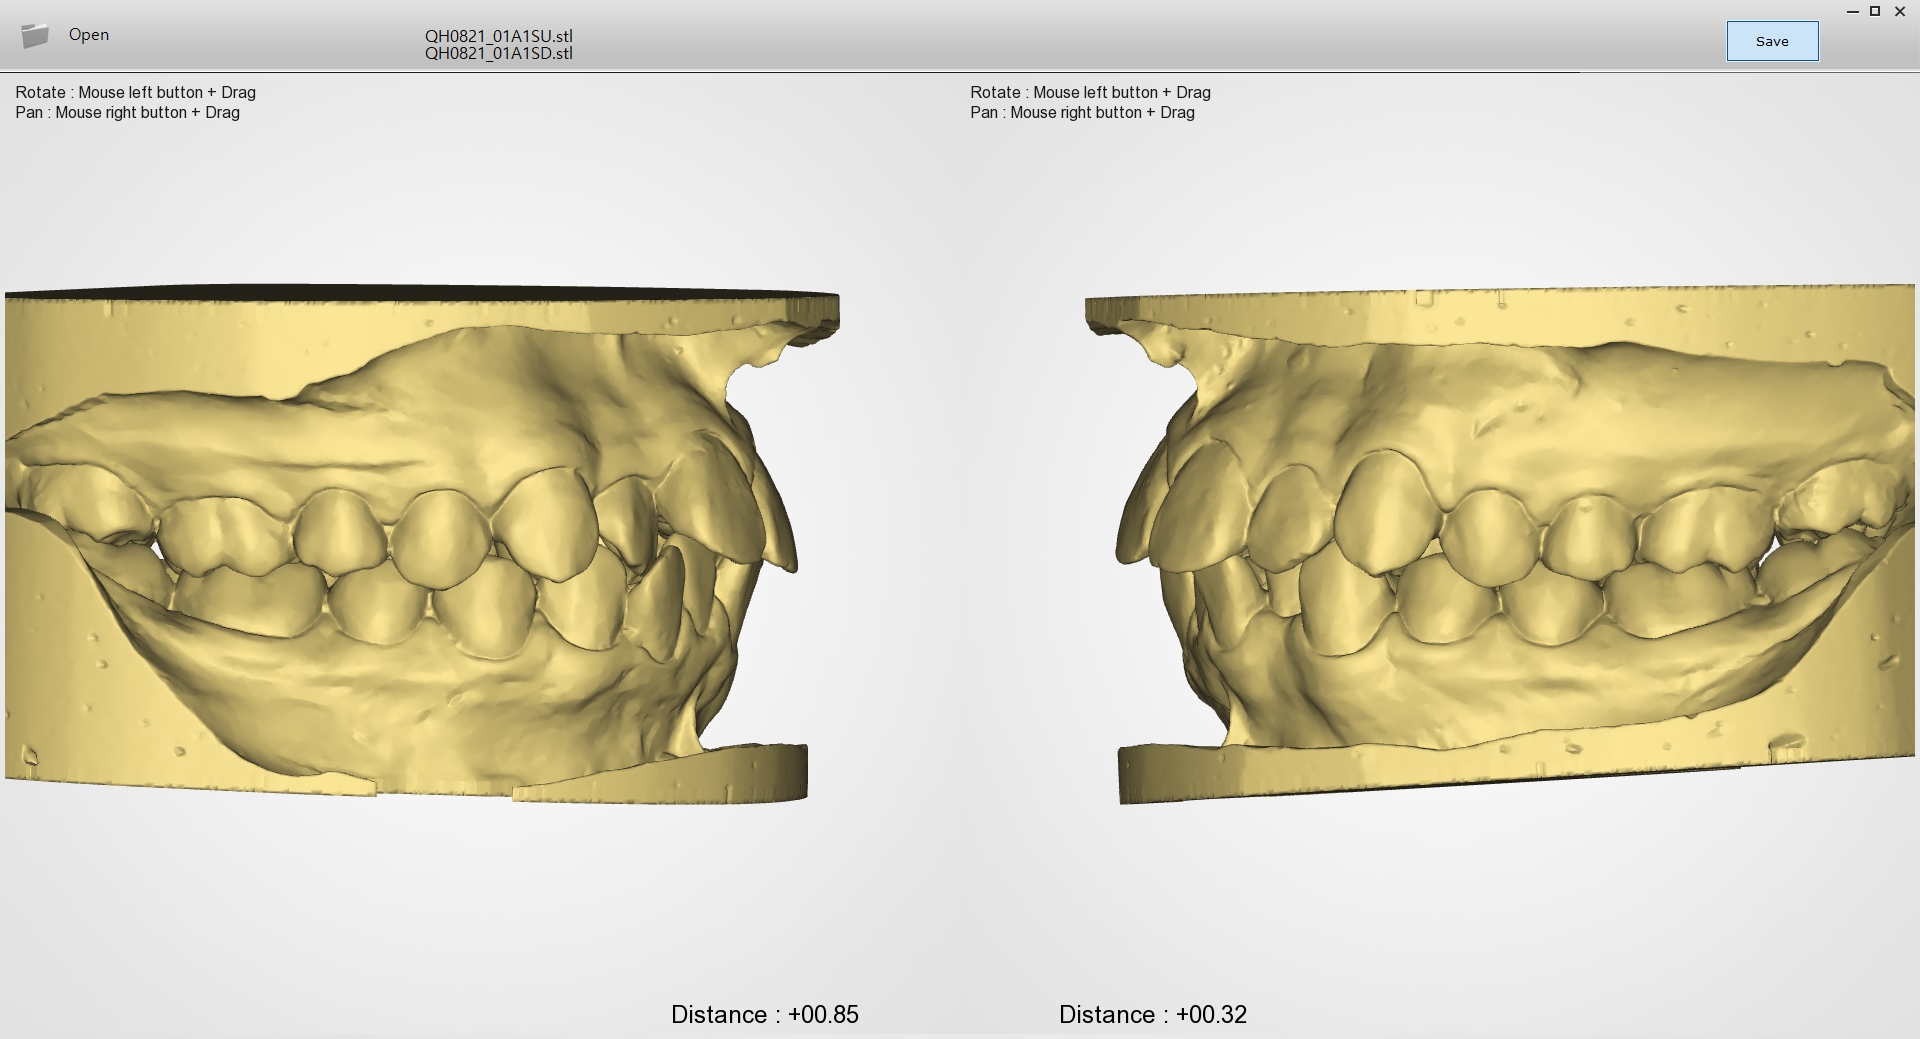 Open
QH0821_01A1SU.stl
QH0821_01A1SD.stl
Save
Rotate : Mouse left button + Drag
Pan : Mouse right button + Drag
Rotate : Mouse left button + Drag
Pan : Mouse right button + Drag
Distance : +00.85
Distance : +00.32